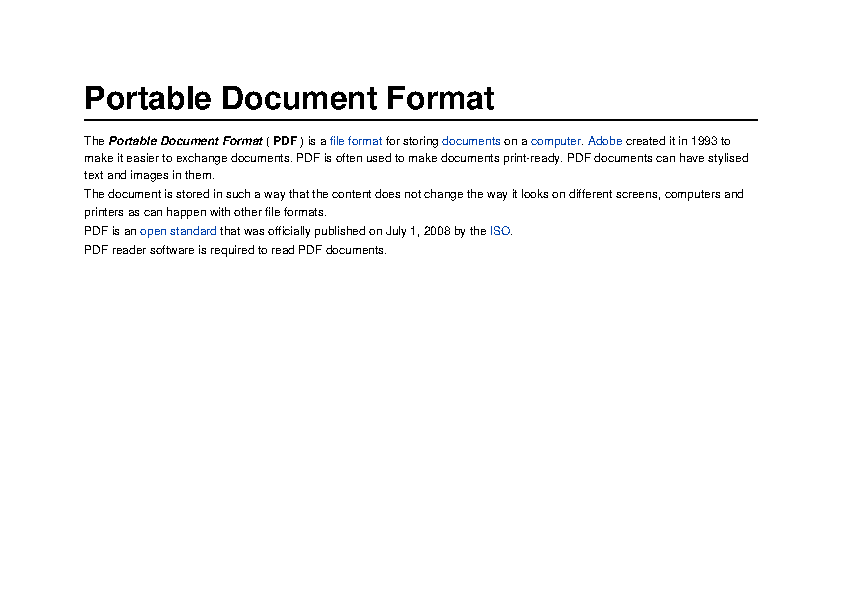 Portable Document Format
The Portable Document Format ( PDF ) is a file format for storing documents on a computer. Adobe created it in 1993 to
make it easier to exchange documents. PDF is often used to make documents print-ready. PDF documents can have stylised
text and images in them.
The document is stored in such a way that the content does not change the way it looks on different screens, computers and
printers as can happen with other file formats.
PDF is an open standard that was officially published on July 1, 2008 by the ISO.
PDF reader software is required to read PDF documents.